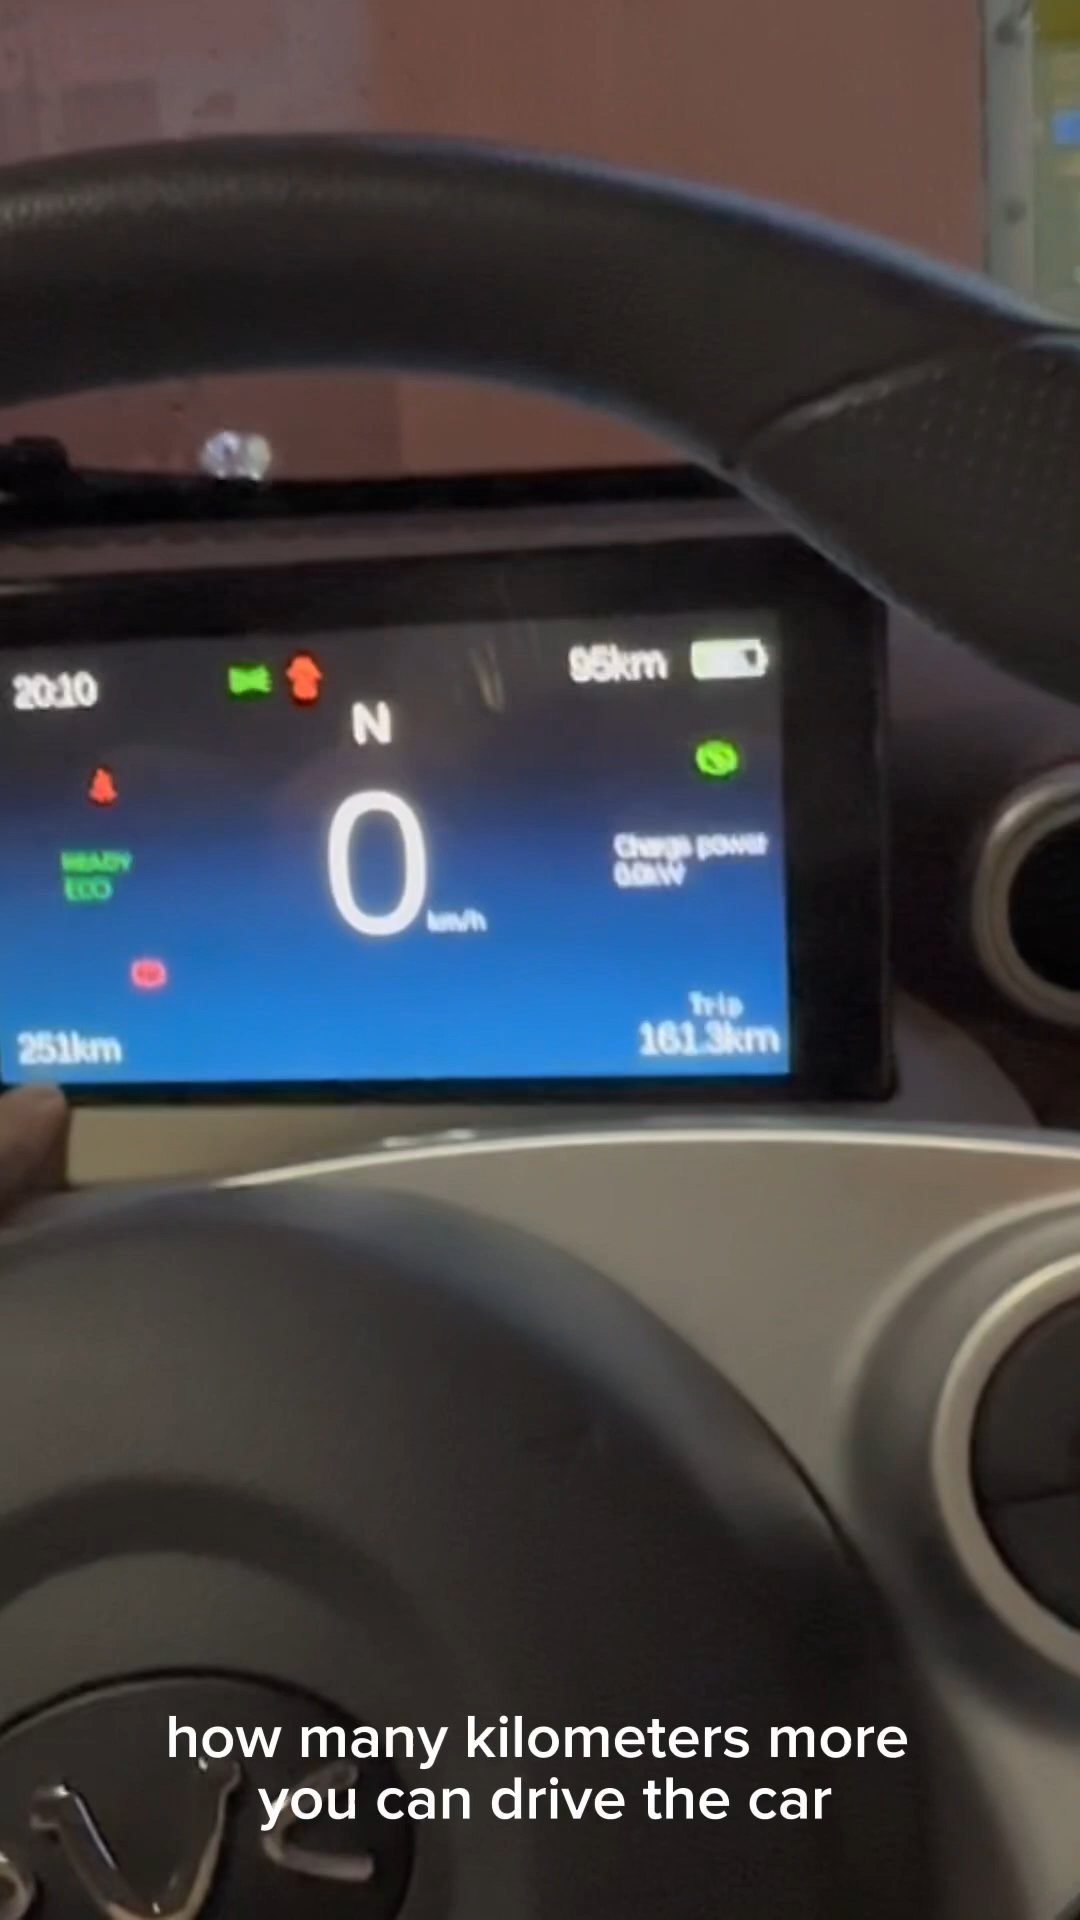 20:10
95km
N
READY
ECO
0
km/h
Charge power
0.0kW
Trip
251km
161.3km
how many kilometers more
you can drive the car